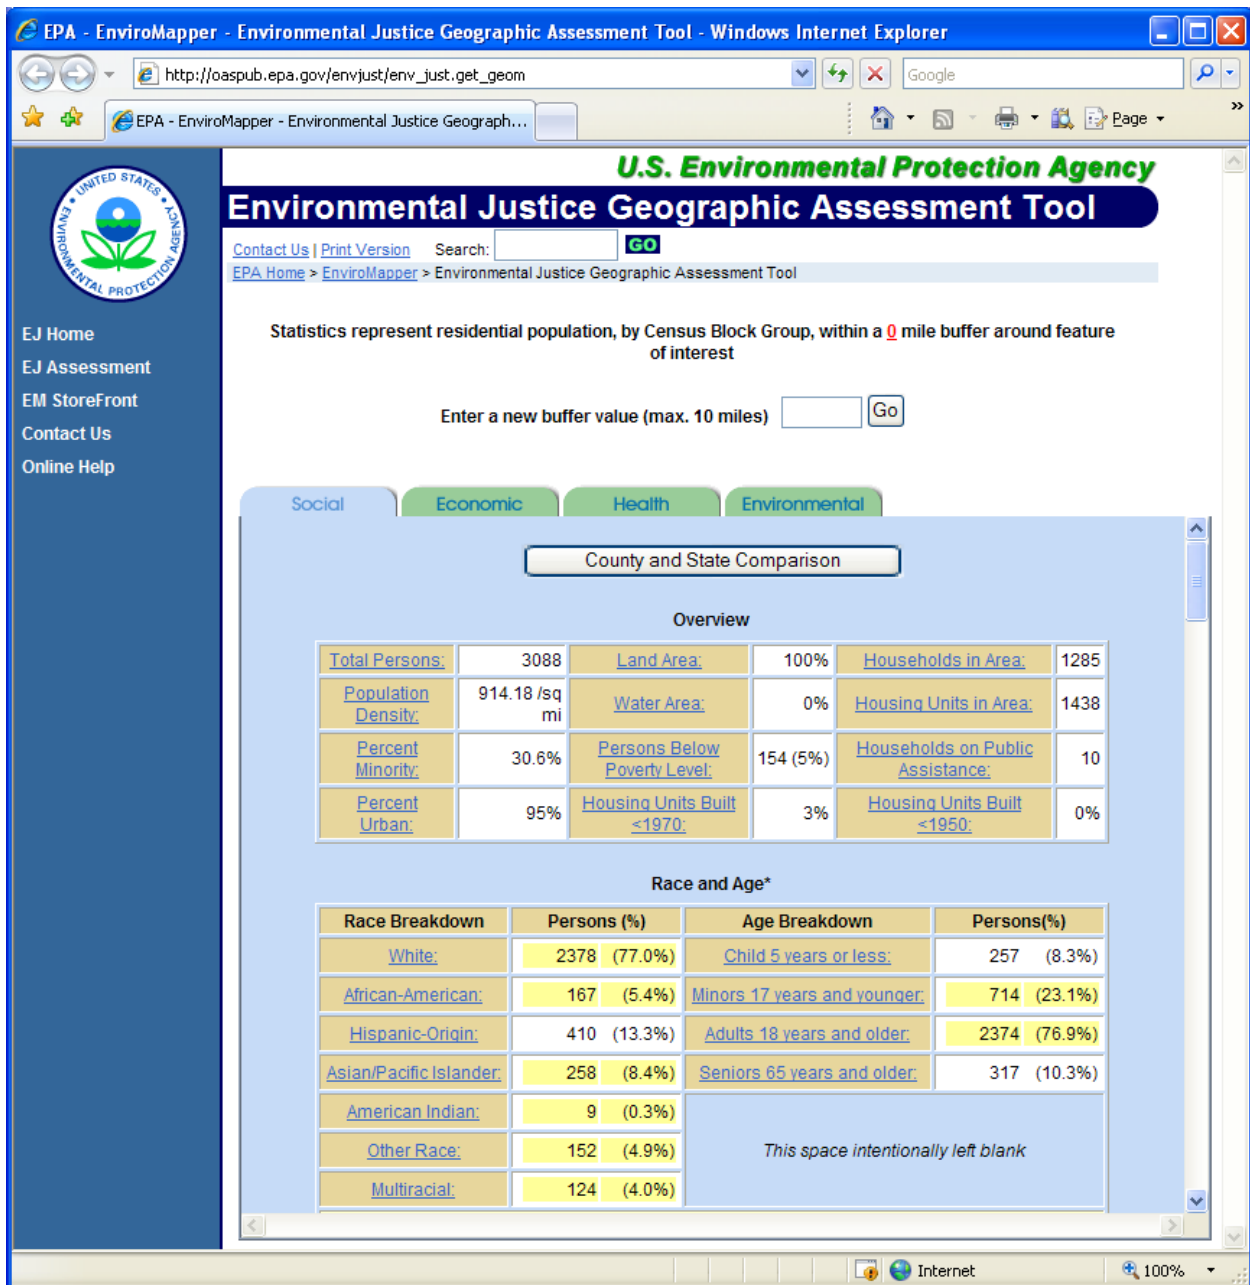 EPA - EnviroMapper - Environmental Justice Geographic Assessment Tool - Windows Internet Explorer
http://oaspub.epa.gov/envjust/env_just.get_geom
Google
EPA - EnviroMapper - Environmental Justice Geograph...
Page
»
UNITED STATES ENVIRONMENTAL PROTECTION AGENCY
U.S. Environmental Protection Agency
Environmental Justice Geographic Assessment Tool
Contact Us | Print Version Search: GO
EPA Home > EnviroMapper > Environmental Justice Geographic Assessment Tool
EJ Home
EJ Assessment
EM StoreFront
Contact Us
Online Help
Statistics represent residential population, by Census Block Group, within a 0 mile buffer around feature
of interest
Enter a new buffer value (max. 10 miles) Go
Social Economic Health Environmental
County and State Comparison
Overview
Total Persons: 3088 Land Area: 100% Households in Area: 1285
Population Density: 914.18 /sq mi Water Area: 0% Housing Units in Area: 1438
Percent Minority: 30.6% Persons Below Poverty Level: 154 (5%) Households on Public Assistance: 10
Percent Urban: 95% Housing Units Built <1970: 3% Housing Units Built <1950: 0%
Race and Age*
Race Breakdown Persons (%) Age Breakdown Persons(%)
White: 2378 (77.0%) Child 5 years or less: 257 (8.3%)
African-American: 167 (5.4%) Minors 17 years and younger: 714 (23.1%)
Hispanic-Origin: 410 (13.3%) Adults 18 years and older: 2374 (76.9%)
Asian/Pacific Islander: 258 (8.4%) Seniors 65 years and older: 317 (10.3%)
American Indian: 9 (0.3%)
Other Race: 152 (4.9%) This space intentionally left blank
Multiracial: 124 (4.0%)
Internet 100%